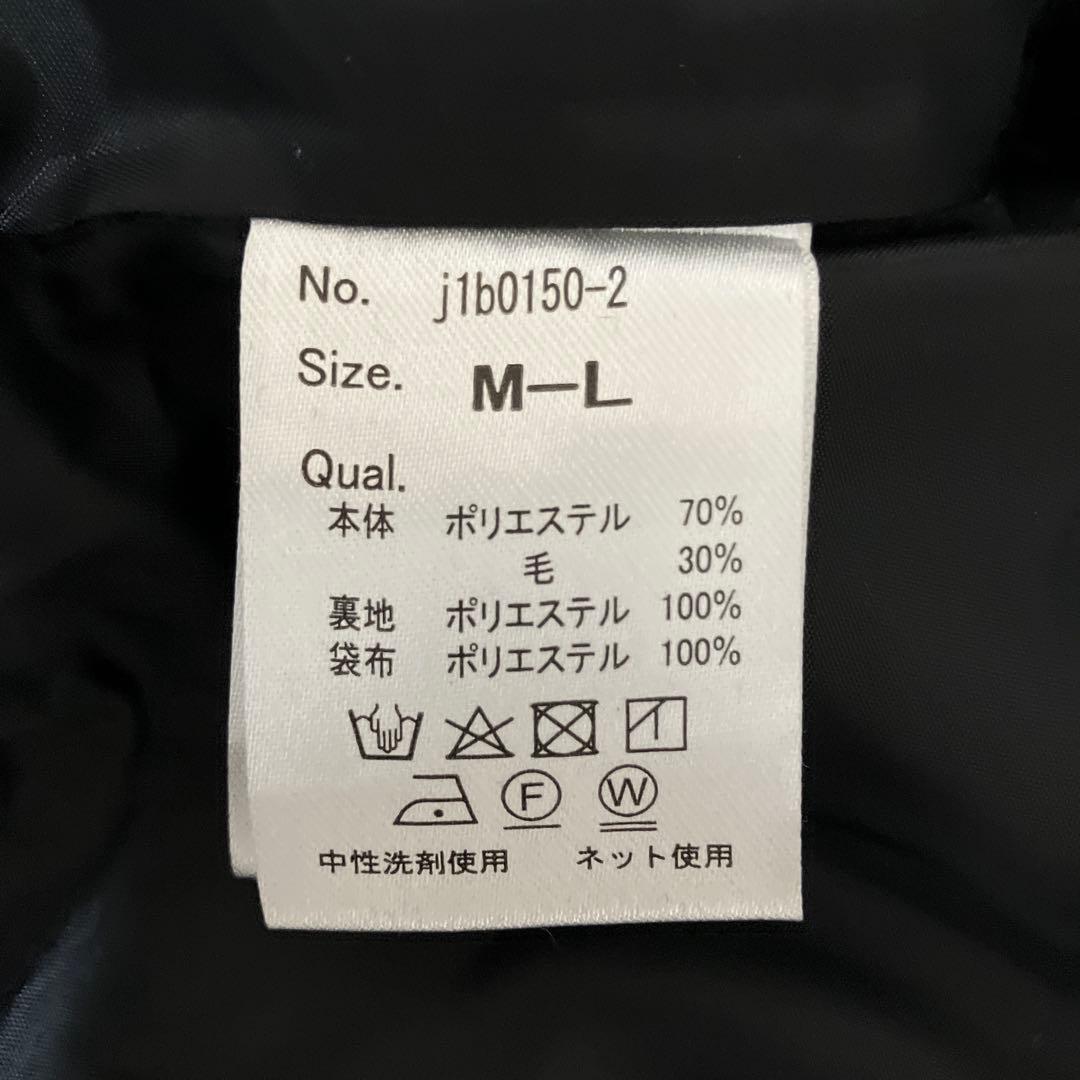 No. j1b0150-2
Size. M－L
Qual.
本体 ポリエステル 70%
毛 30%
裏地 ポリエステル 100%
袋布 ポリエステル 100%
F W
中性洗剤使用 ネット使用